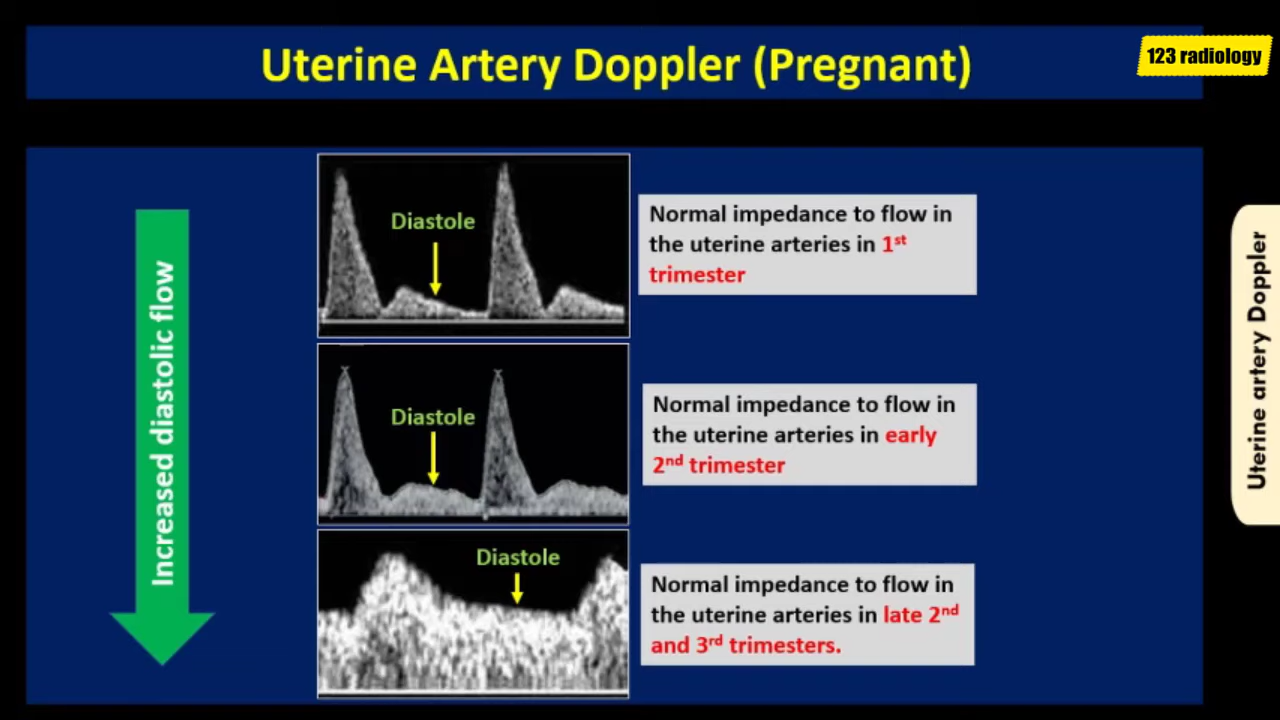 Uterine Artery Doppler (Pregnant)
123 radiology
Increased diastolic flow
Diastole
Normal impedance to flow in
the uterine arteries in 1st
trimester
Diastole
Normal impedance to flow in
the uterine arteries in early
2nd trimester
Diastole
Normal impedance to flow in
the uterine arteries in late 2nd
and 3rd trimesters.
Uterine artery Doppler